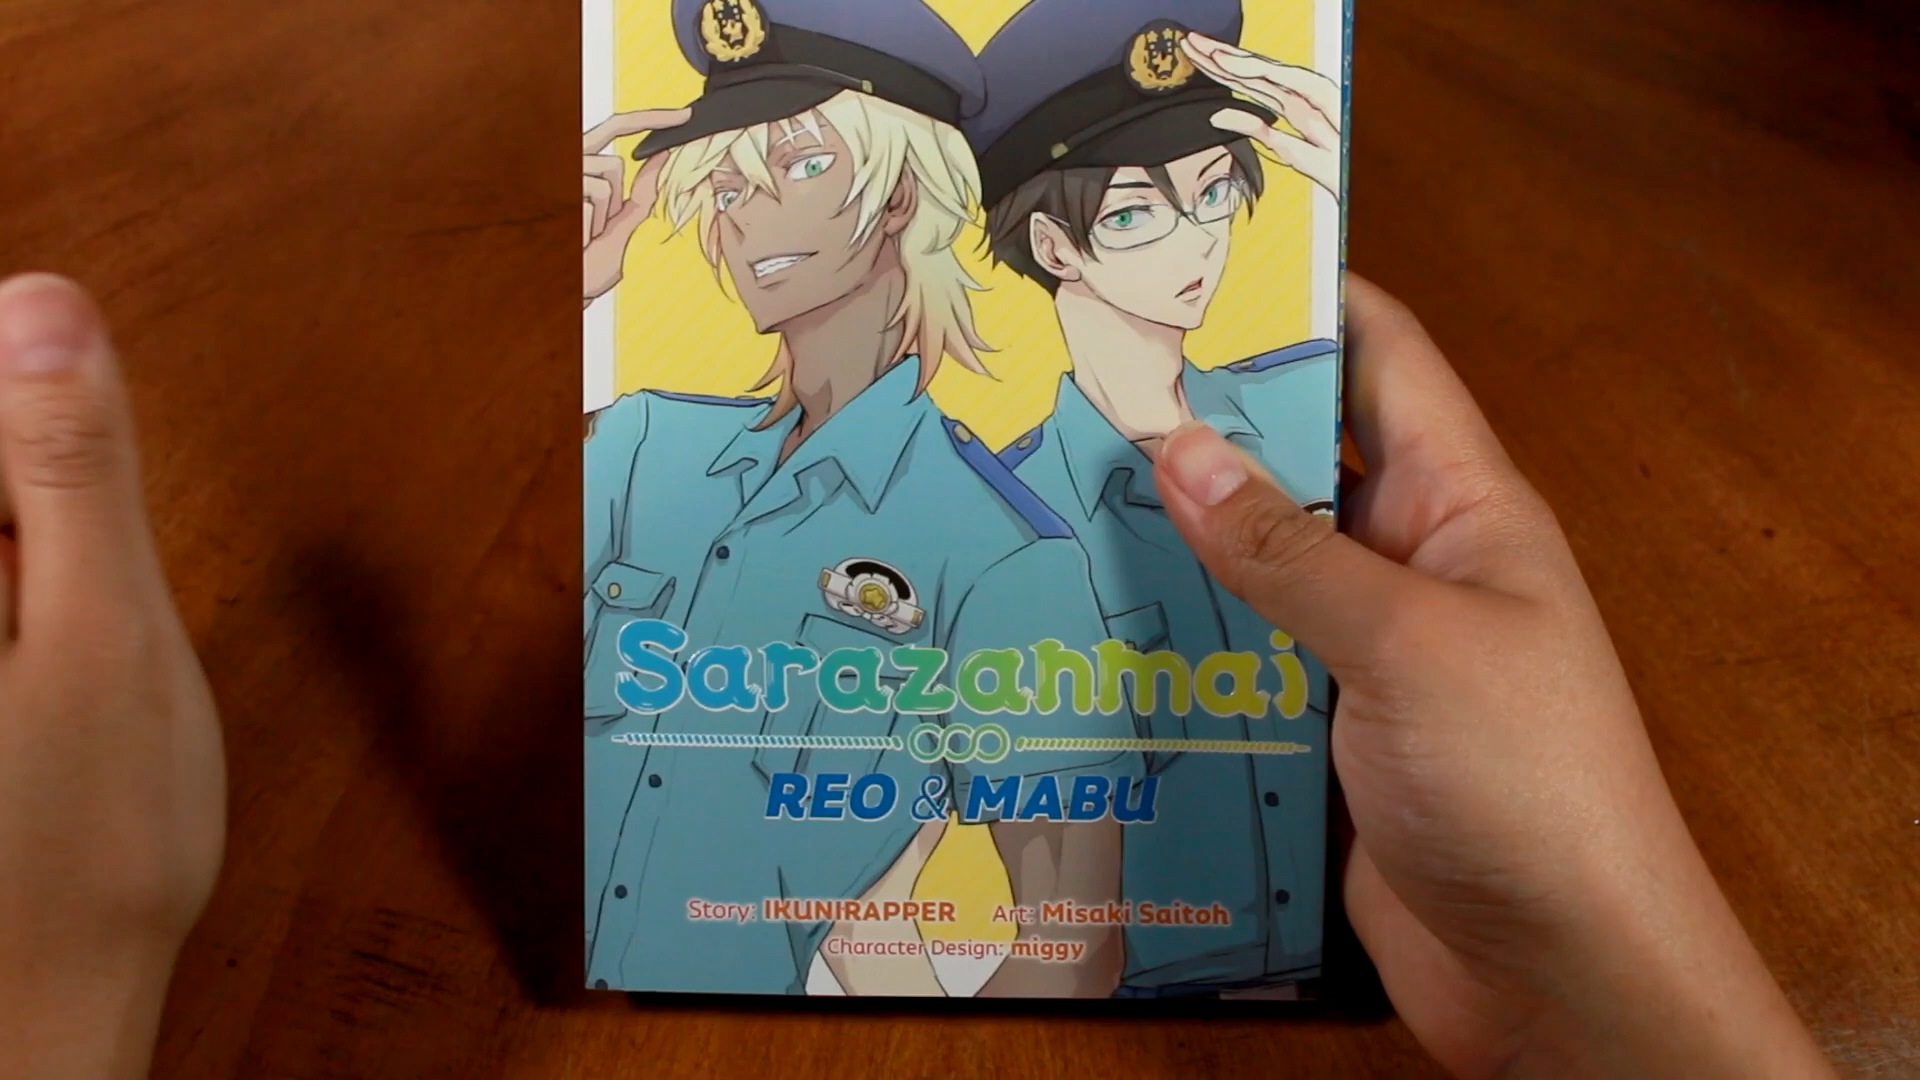 Sarazanmai
REO & MABU
Story: IKUNIRAPPER Art: Misaki Saitoh
Character Design: miggy